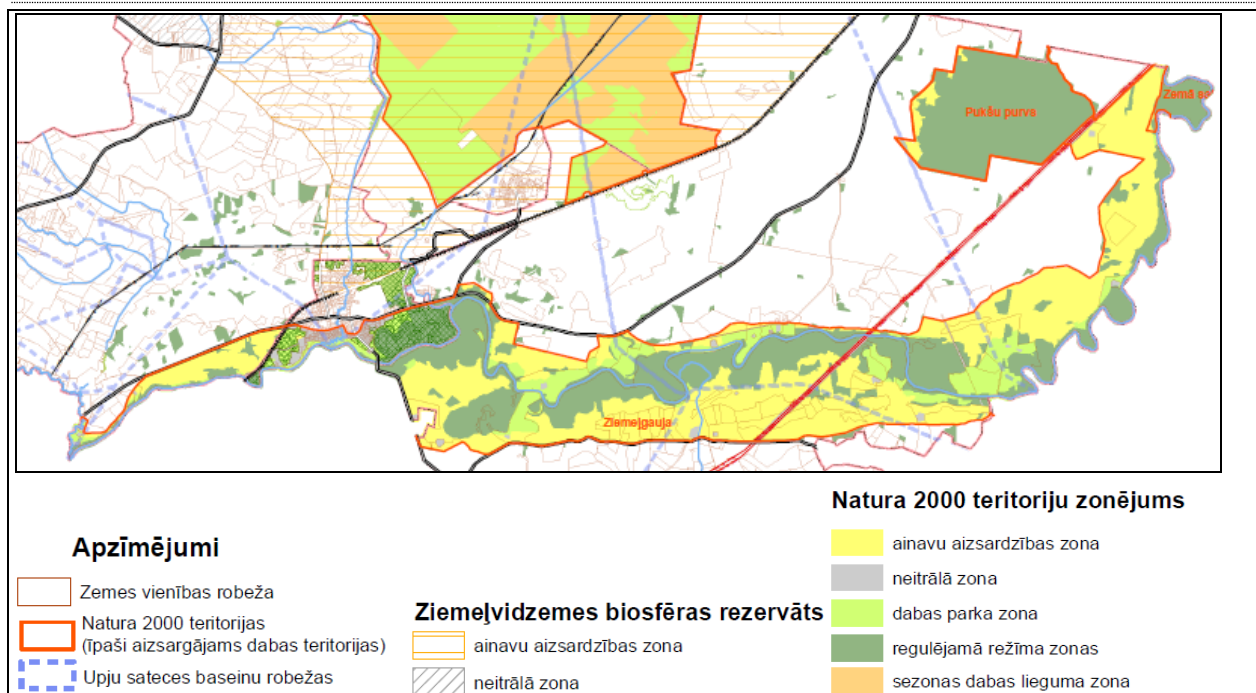 Pukšu purvs
Zemā sa
Ziemeļgauja
Apzīmējumi
Zemes vienības robeža
Natura 2000 teritorijas
(īpaši aizsargājams dabas teritorijas)
Upju sateces baseinu robežas
Ziemeļvidzemes biosfēras rezervāts
ainavu aizsardzības zona
neitrālā zona
Natura 2000 teritoriju zonējums
ainavu aizsardzības zona
neitrālā zona
dabas parka zona
regulējamā režīma zonas
sezonas dabas lieguma zona